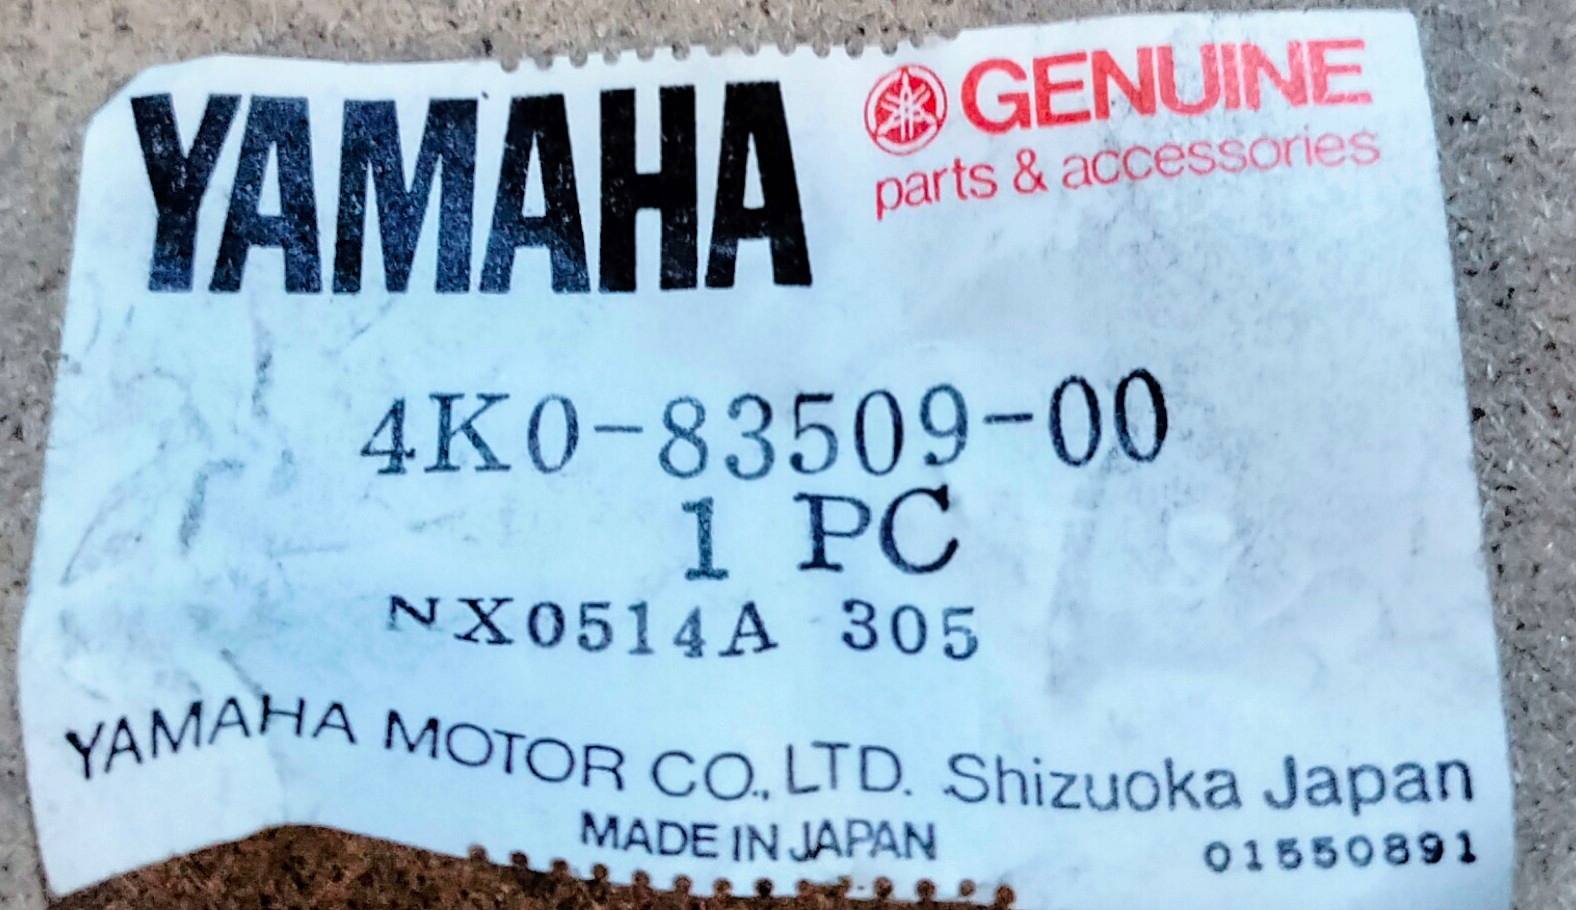 YAMAHA
GENUINE
parts & accessories
4K0-83509-00
1 PC
NX0514A 305
YAMAHA MOTOR CO., LTD. Shizuoka Japan
MADE IN JAPAN
01550891